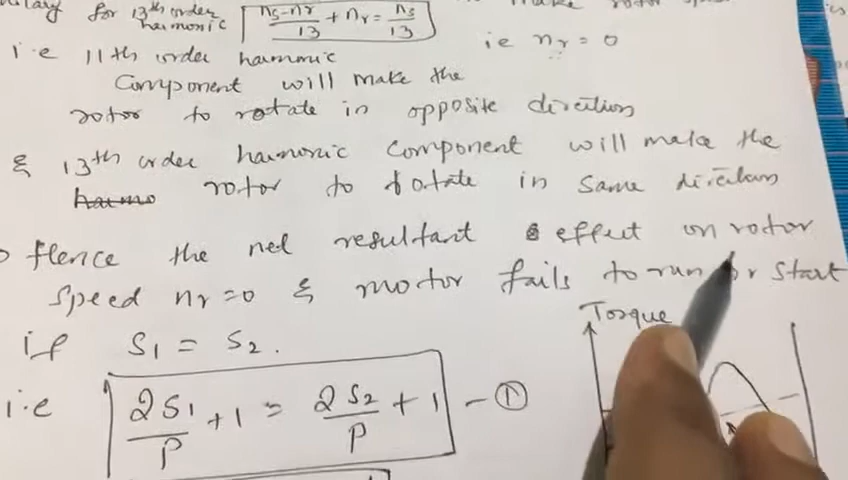 for 13th order harmonic (ns-nr)/13 + nr = ns/13
i.e 11th order harmonic ie nr = 0
Component will make the
rotor to rotate in opposite direction
& 13th order harmonic component will make the
harmo rotor to rotate in same direction
Hence the net resultant effect on rotor
speed nr=0 & motor fails to run or start
if S1 = S2.
Torque
i.e 2S1/P + 1 = 2S2/P + 1 - ①